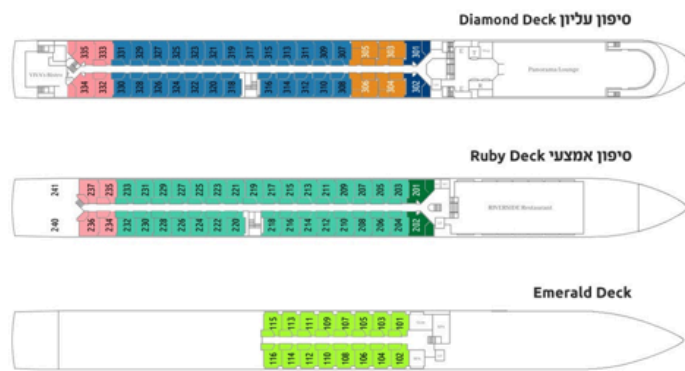 Diamond Deck סיפון עליון
335 333 331 329 327 325 323 321 319 317 315 313 311 309 307 305 303 301
Panorama Lounge
334 332 330 328 326 324 322 320 318 316 314 312 310 308 306 304 302
Ruby Deck סיפון אמצעי
241 237 235 233 231 229 227 225 223 221 219 217 215 213 211 209 207 205 203 201
RIVERSIDE Restaurant
240 236 234 232 230 228 226 224 222 220 218 216 214 212 210 208 206 204 202
Emerald Deck
115 113 111 109 107 105 103 101
116 114 112 110 108 106 104 102